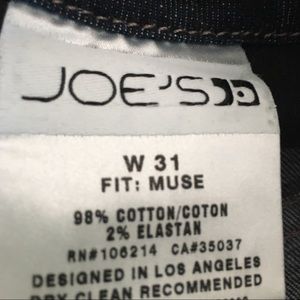 JOE'S
W 31
FIT: MUSE
98% COTTON/COTON
2% ELASTAN
RN#106214 CA#35037
DESIGNED IN LOS ANGELES
DRY CLEAN RECOMMENDED